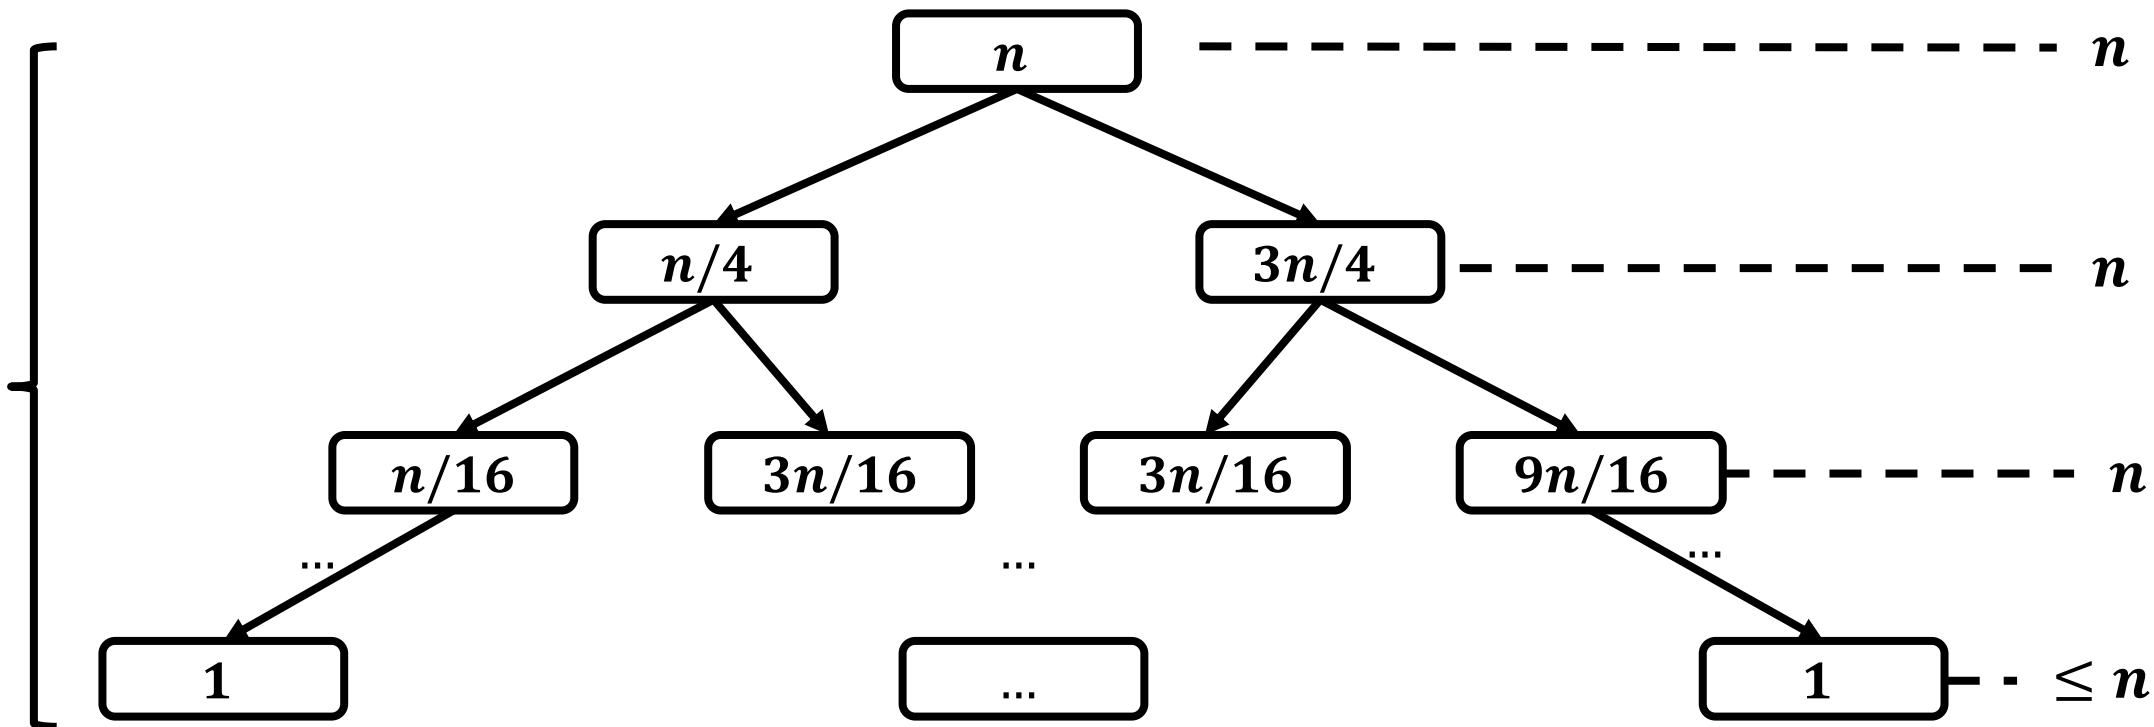 n n
n/4 3n/4 n
n/16 3n/16 3n/16 9n/16 n
... ... ...
1 ... 1 ≤ n